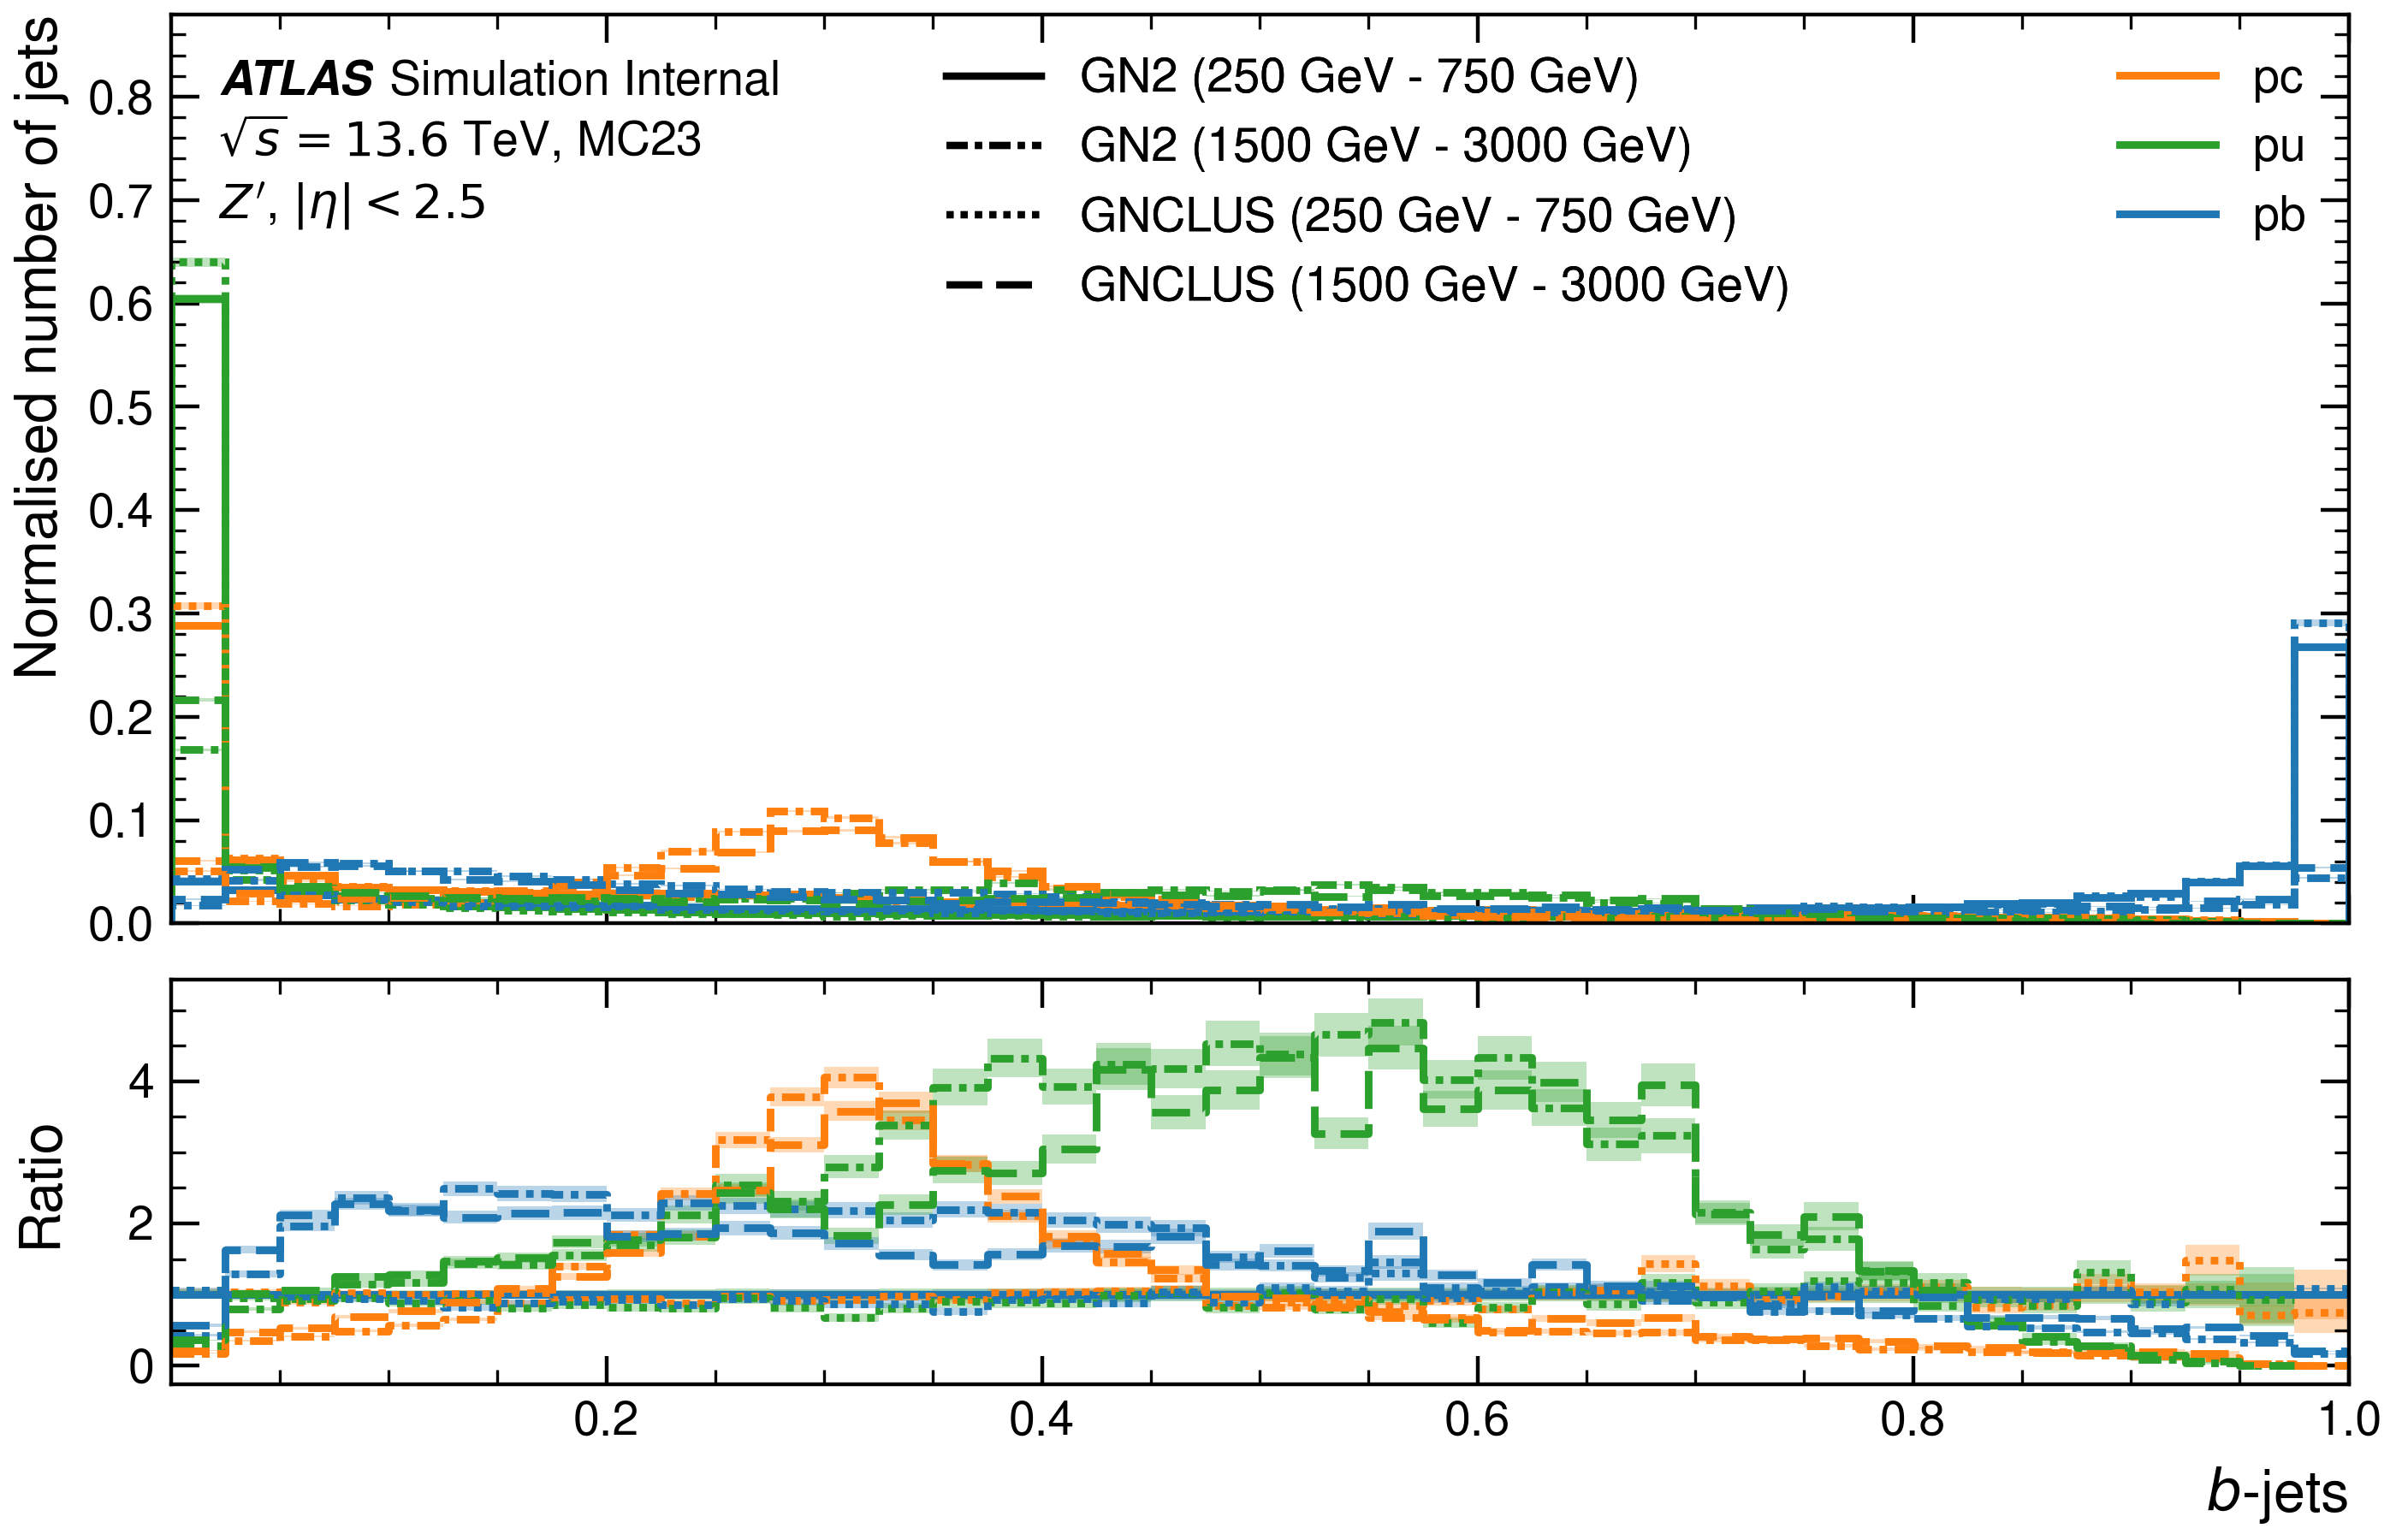 Normalised number of jets
0.8
0.7
0.6
0.5
0.4
0.3
0.2
0.1
0.0
ATLAS Simulation Internal
√s = 13.6 TeV, MC23
Z′, |η| < 2.5
GN2 (250 GeV - 750 GeV)
GN2 (1500 GeV - 3000 GeV)
GNCLUS (250 GeV - 750 GeV)
GNCLUS (1500 GeV - 3000 GeV)
pc
pu
pb
Ratio
4
2
0
0.2 0.4 0.6 0.8 1.0
b-jets